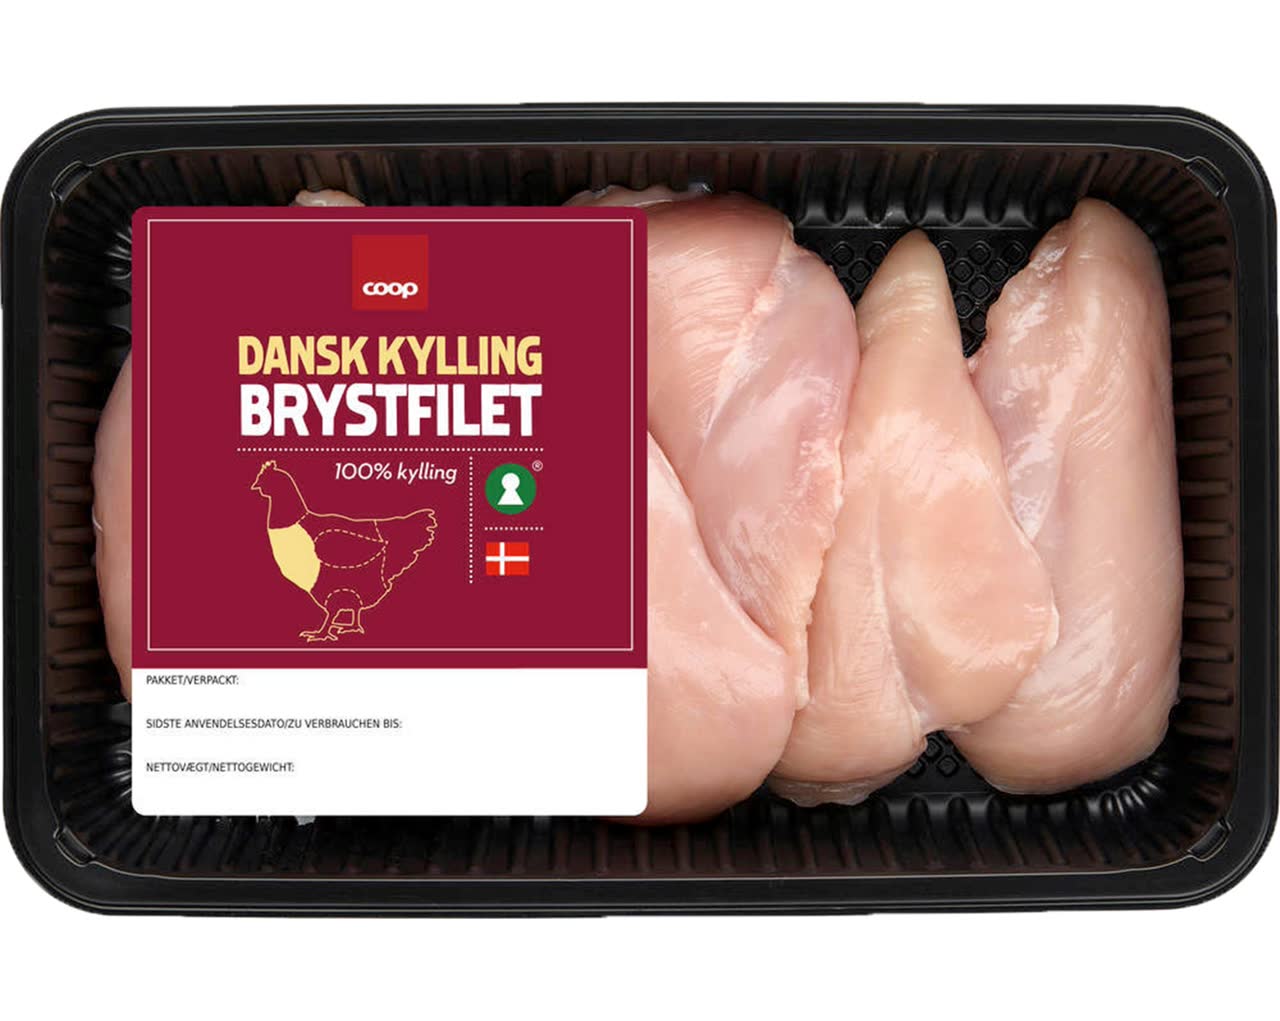 coop
DANSK KYLLING
BRYSTFILET
100% kylling
®
PAKKET/VERPACKT:
SIDSTE ANVENDELSESDATO/ZU VERBRAUCHEN BIS:
NETTOVÆGT/NETTOGEWICHT: